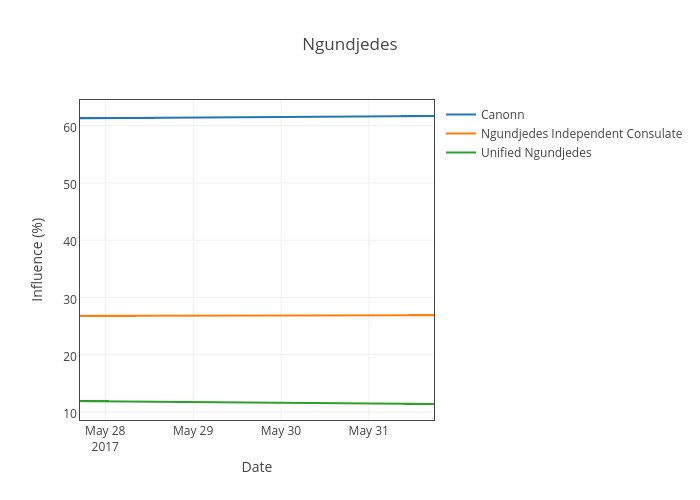 Ngundjedes
Canonn
Ngundjedes Independent Consulate
Unified Ngundjedes
60
50
40
30
20
10
Influence (%)
May 28
2017
May 29
May 30
May 31
Date